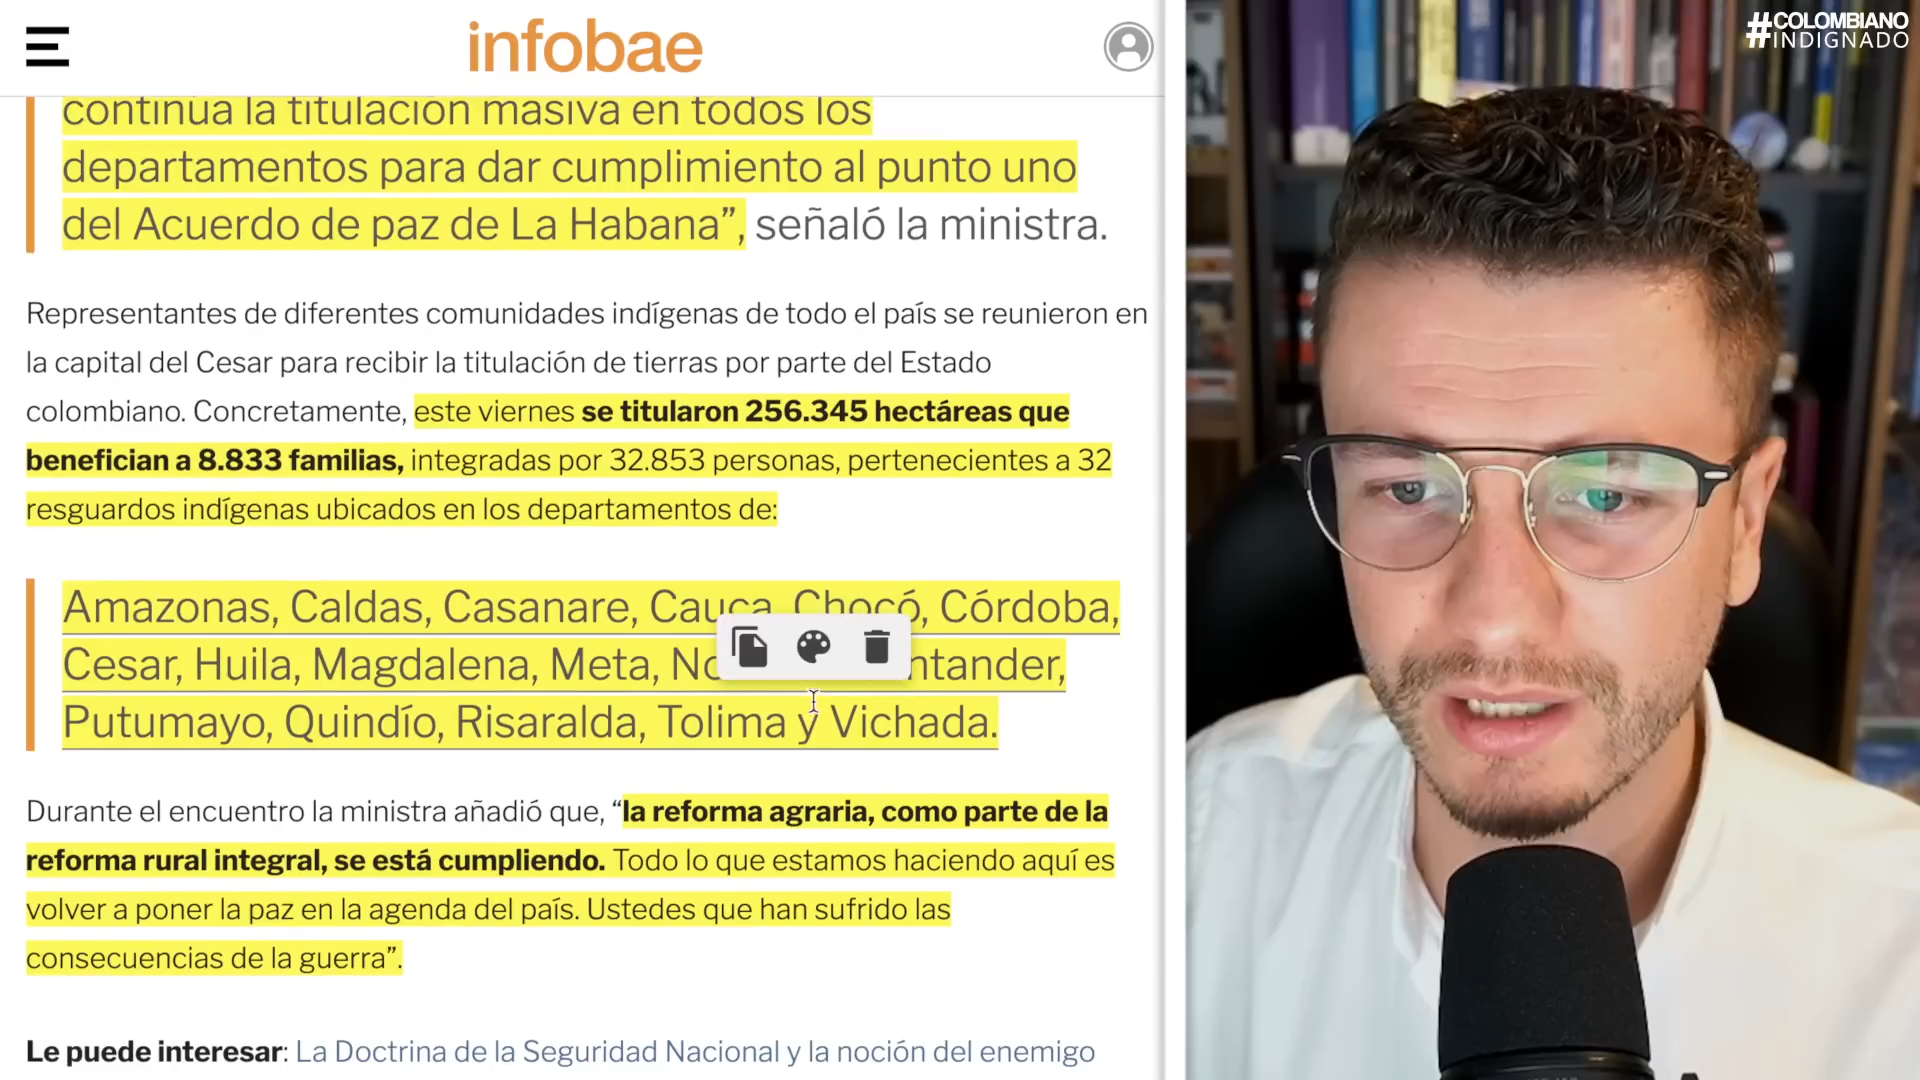 infobae
#COLOMBIANO
INDIGNADO
continúa la titulación masiva en todos los
departamentos para dar cumplimiento al punto uno
del Acuerdo de paz de La Habana”, señaló la ministra.
Representantes de diferentes comunidades indígenas de todo el país se reunieron en
la capital del Cesar para recibir la titulación de tierras por parte del Estado
colombiano. Concretamente, este viernes se titularon 256.345 hectáreas que
benefician a 8.833 familias, integradas por 32.853 personas, pertenecientes a 32
resguardos indígenas ubicados en los departamentos de:
Amazonas, Caldas, Casanare, Cauca, Chocó, Córdoba,
Cesar, Huila, Magdalena, Meta, No ntander,
Putumayo, Quindío, Risaralda, Tolima y Vichada.
Durante el encuentro la ministra añadió que, “la reforma agraria, como parte de la
reforma rural integral, se está cumpliendo. Todo lo que estamos haciendo aquí es
volver a poner la paz en la agenda del país. Ustedes que han sufrido las
consecuencias de la guerra”.
Le puede interesar: La Doctrina de la Seguridad Nacional y la noción del enemigo